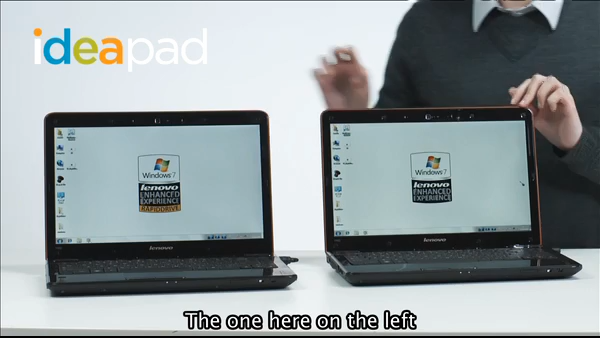 ideapad
Windows 7
lenovo
ENHANCED
EXPERIENCE
RAPIDDRIVE
lenovo
Windows 7
lenovo
ENHANCED
EXPERIENCE
lenovo
The one here on the left